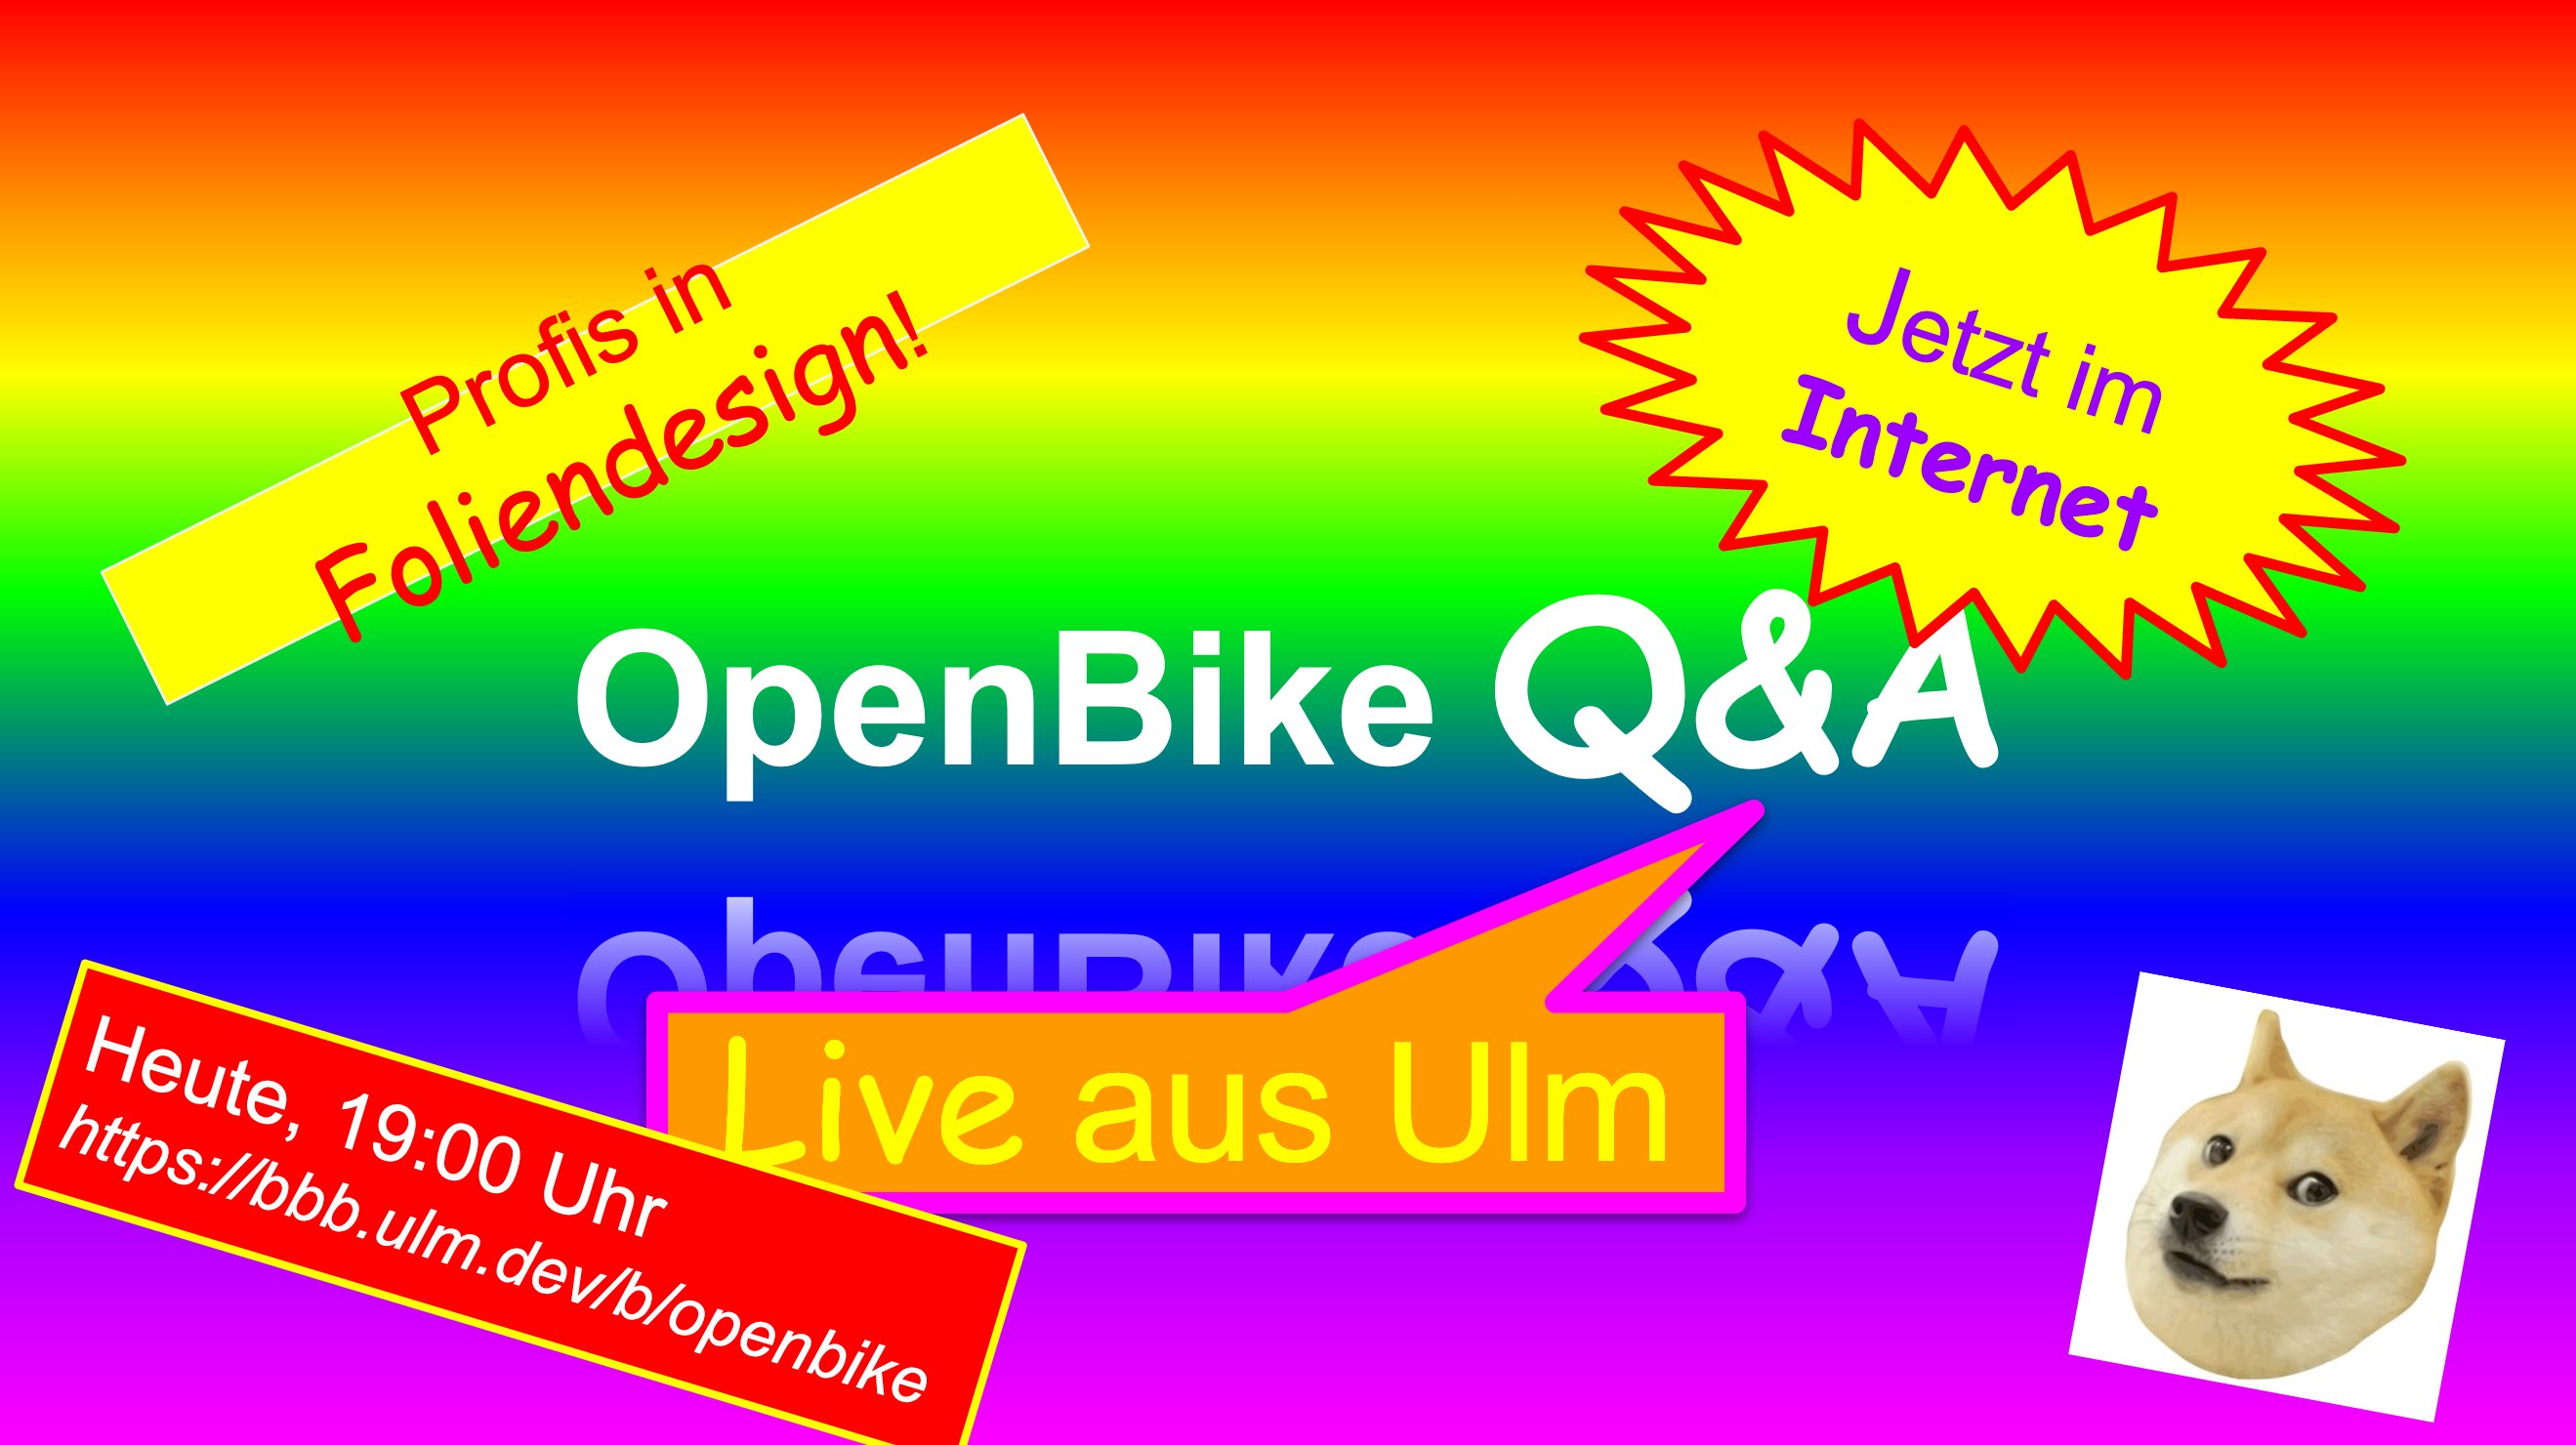 Profis in
Foliendesign!
Jetzt im
Internet
OpenBike Q&A
Live aus Ulm
Heute, 19:00 Uhr
https://bbb.ulm.dev/b/openbike